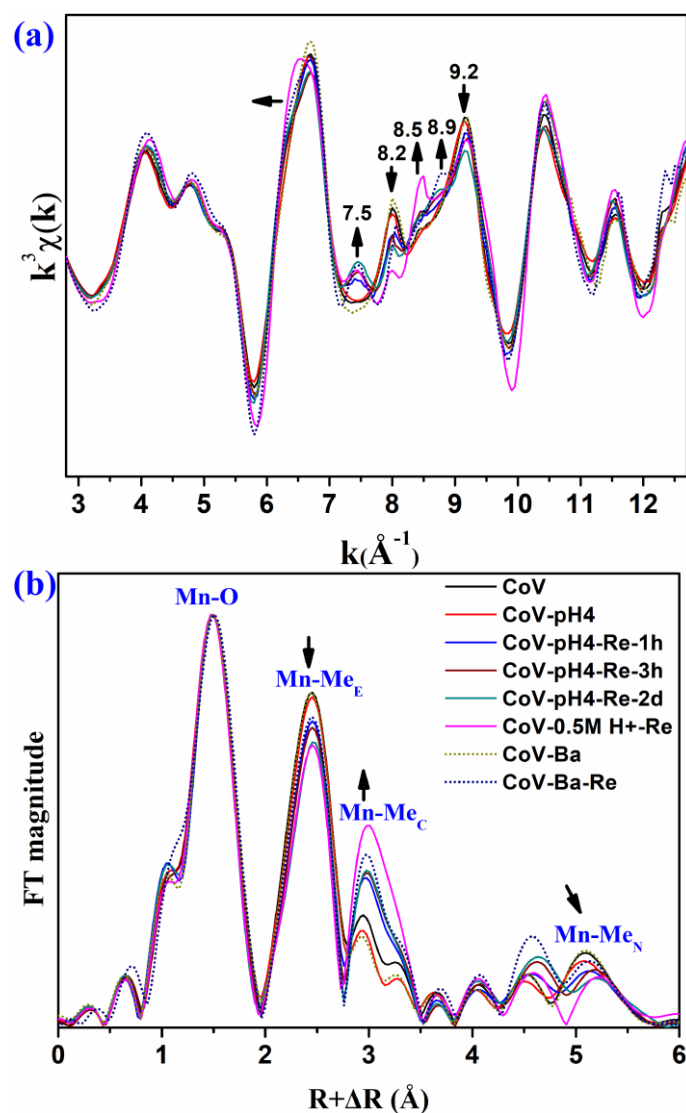 (a)
9.2
8.5
8.9
8.2
7.5
k³χ(k)
3 4 5 6 7 8 9 10 11 12
k(Å⁻¹)
(b)
Mn-O
CoV
CoV-pH4
CoV-pH4-Re-1h
CoV-pH4-Re-3h
CoV-pH4-Re-2d
CoV-0.5M H+-Re
CoV-Ba
CoV-Ba-Re
Mn-Me_E
Mn-Me_C
Mn-Me_N
FT magnitude
0 1 2 3 4 5 6
R+ΔR (Å)